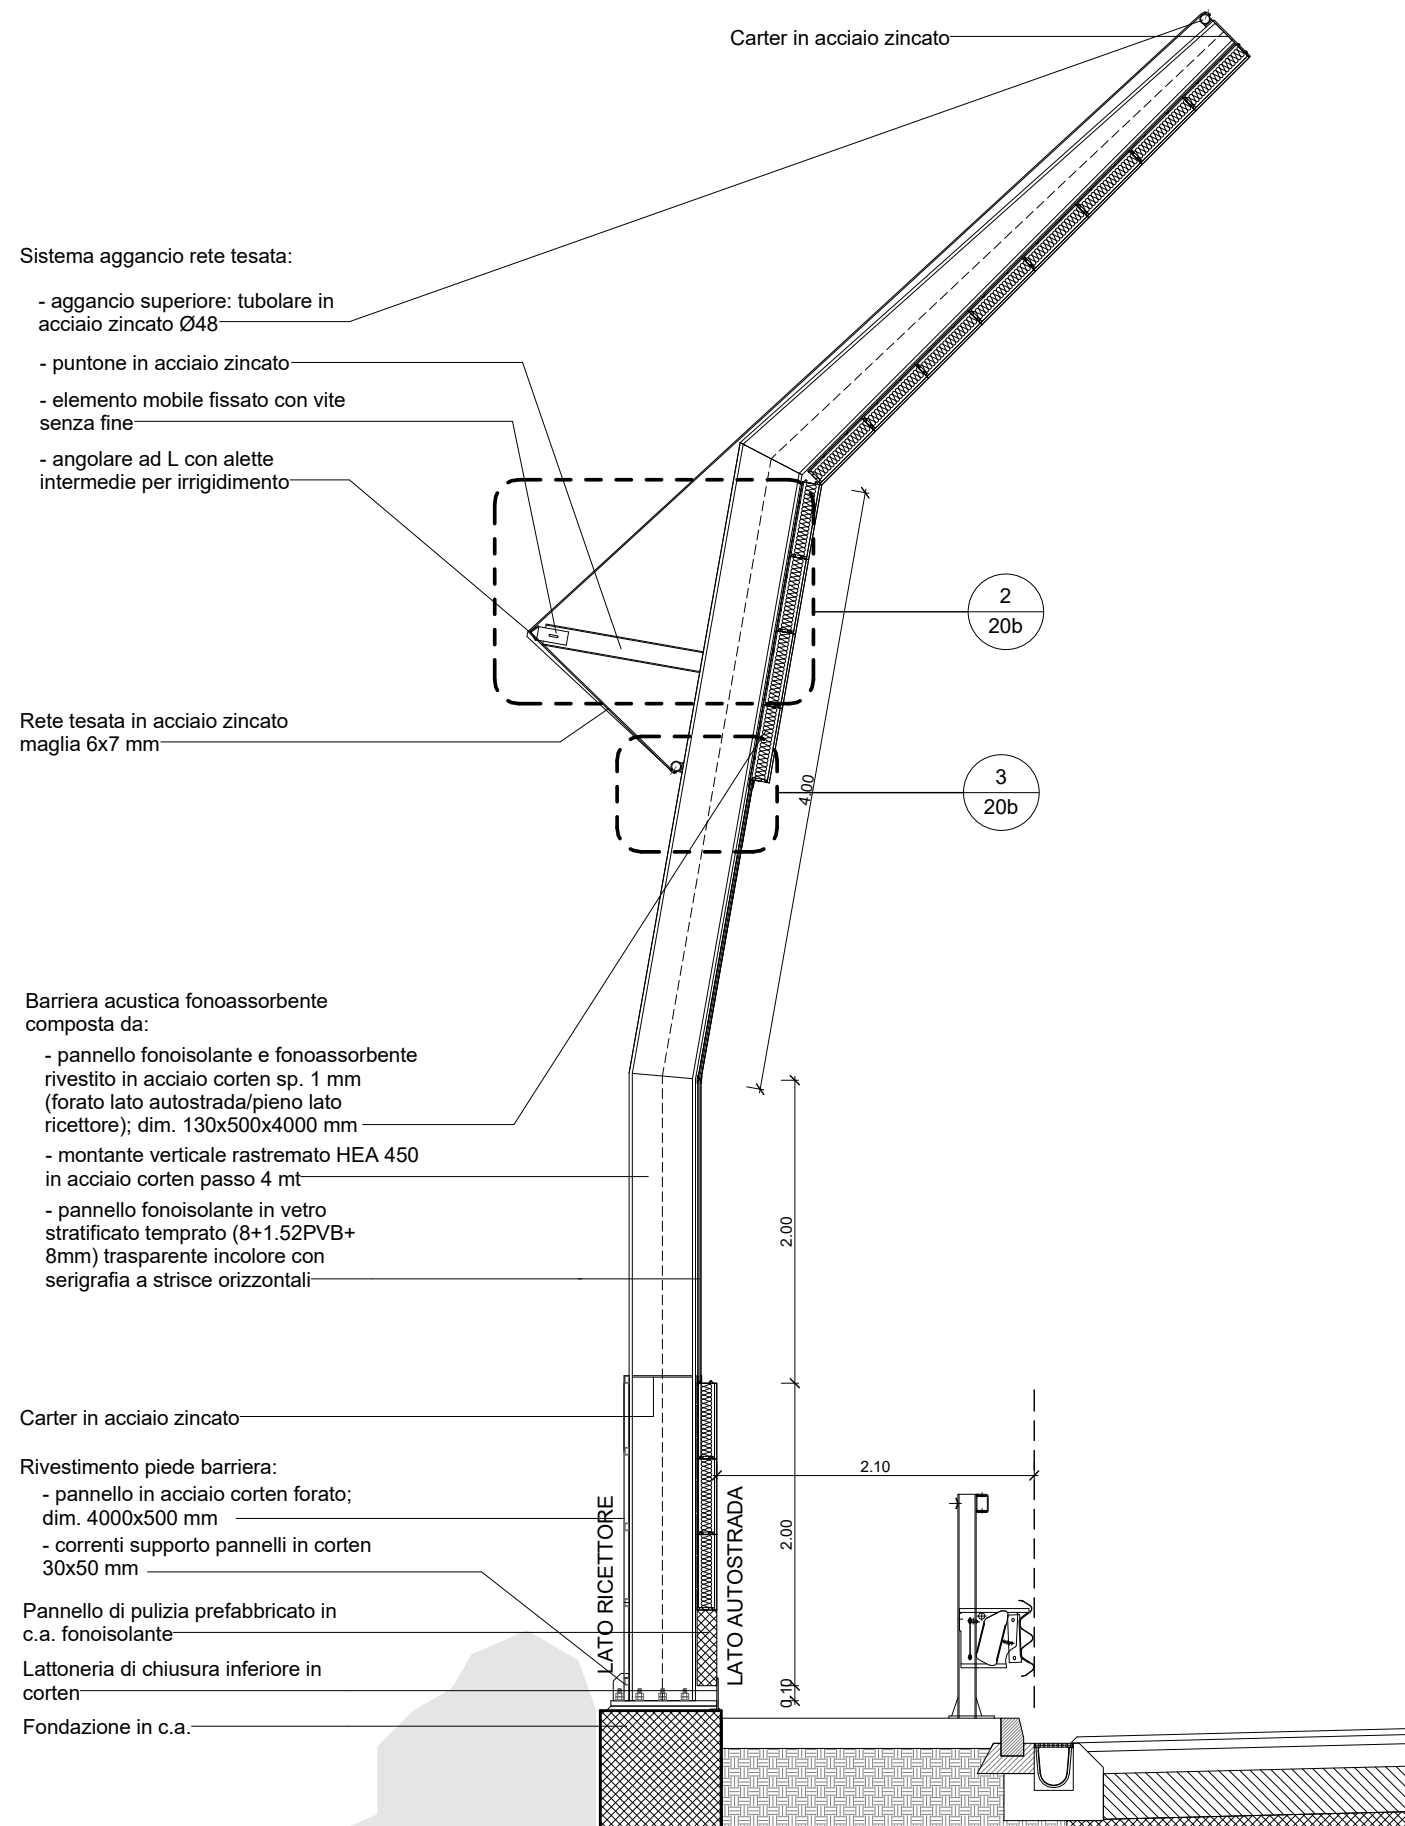 Carter in acciaio zincato
Sistema aggancio rete tesata:
- aggancio superiore: tubolare in
acciaio zincato Ø48
- puntone in acciaio zincato
- elemento mobile fissato con vite
senza fine
- angolare ad L con alette
intermedie per irrigidimento
2
20b
Rete tesata in acciaio zincato
maglia 6x7 mm
3
20b
4.00
Barriera acustica fonoassorbente
composta da:
- pannello fonoisolante e fonoassorbente
rivestito in acciaio corten sp. 1 mm
(forato lato autostrada/pieno lato
ricettore); dim. 130x500x4000 mm
- montante verticale rastremato HEA 450
in acciaio corten passo 4 mt
- pannello fonoisolante in vetro
stratificato temprato (8+1.52PVB+
8mm) trasparente incolore con
serigrafia a strisce orizzontali
2.00
Carter in acciaio zincato
Rivestimento piede barriera:
- pannello in acciaio corten forato;
dim. 4000x500 mm
- correnti supporto pannelli in corten
30x50 mm
Pannello di pulizia prefabbricato in
c.a. fonoisolante
Lattoneria di chiusura inferiore in
corten
Fondazione in c.a.
LATO RICETTORE
LATO AUTOSTRADA
2.10
2.00
0.10